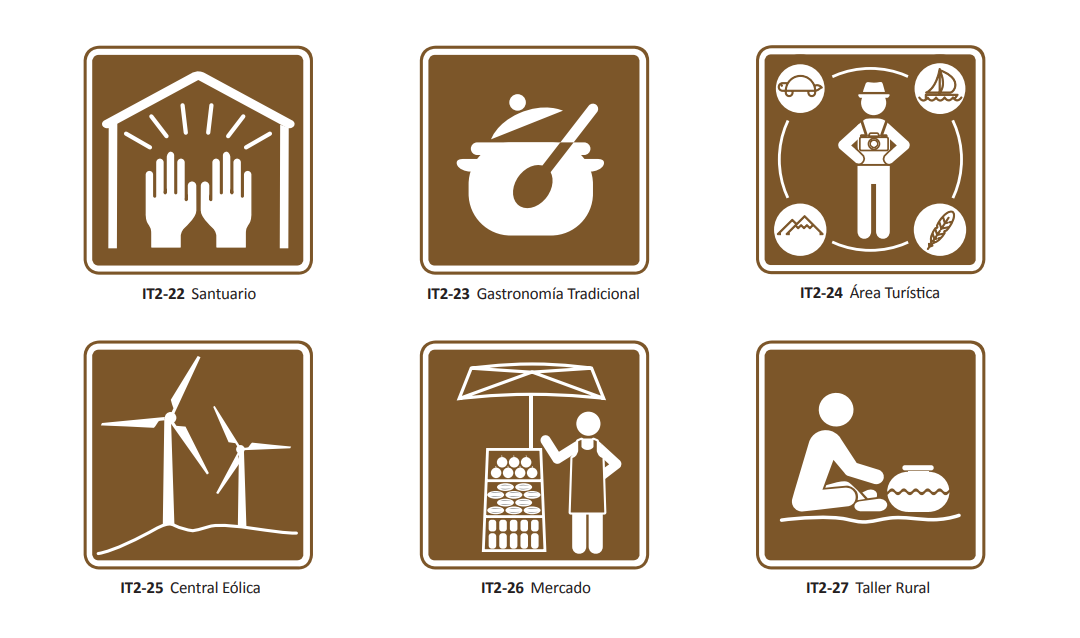 IT2-22 Santuario
IT2-23 Gastronomía Tradicional
IT2-24 Área Turística
IT2-25 Central Eólica
IT2-26 Mercado
IT2-27 Taller Rural